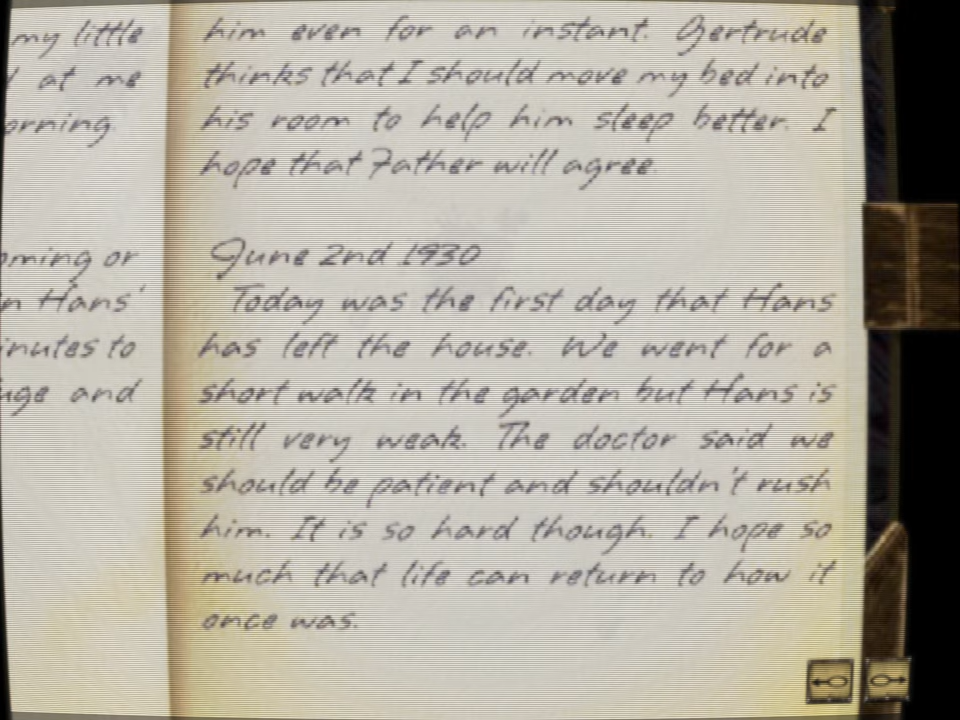 my little
at me
orning.
oming or
n Hans'
inutes to
uge and
him even for an instant. Gertrude
thinks that I should move my bed into
his room to help him sleep better. I
hope that Father will agree.
June 2nd 1930
Today was the first day that Hans
has left the house. We went for a
short walk in the garden but Hans is
still very weak. The doctor said we
should be patient and shouldn't rush
him. It is so hard though. I hope so
much that life can return to how it
once was.